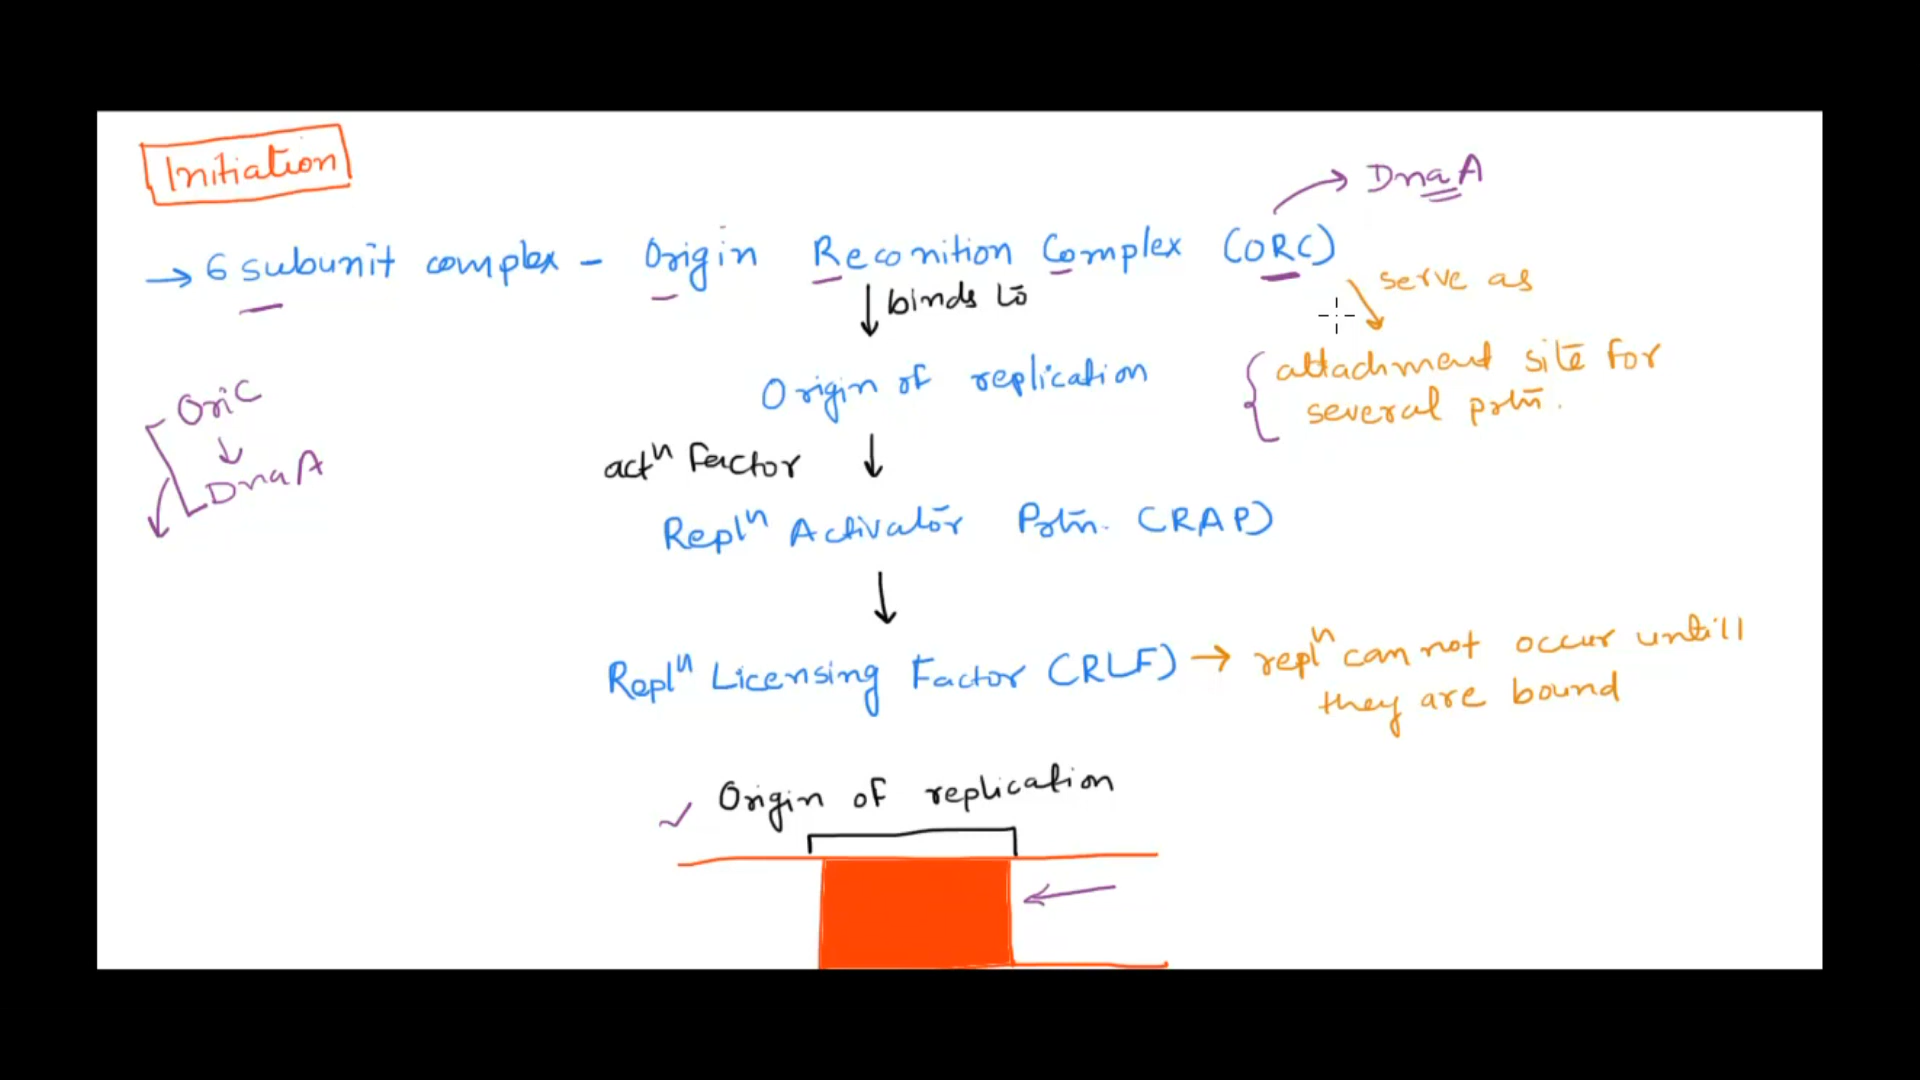 Initiation
DnaA
→ 6 subunit complex - Origin Reconition Complex (ORC)
serve as
binds to
attachment site for
several protn.
Origin of replication
OriC
DnaA
actⁿ factor
Replⁿ Activator Protn. (RAP)
Replⁿ Licensing Factor (RLF) → replⁿ can not occur untill
they are bound
Origin of replication